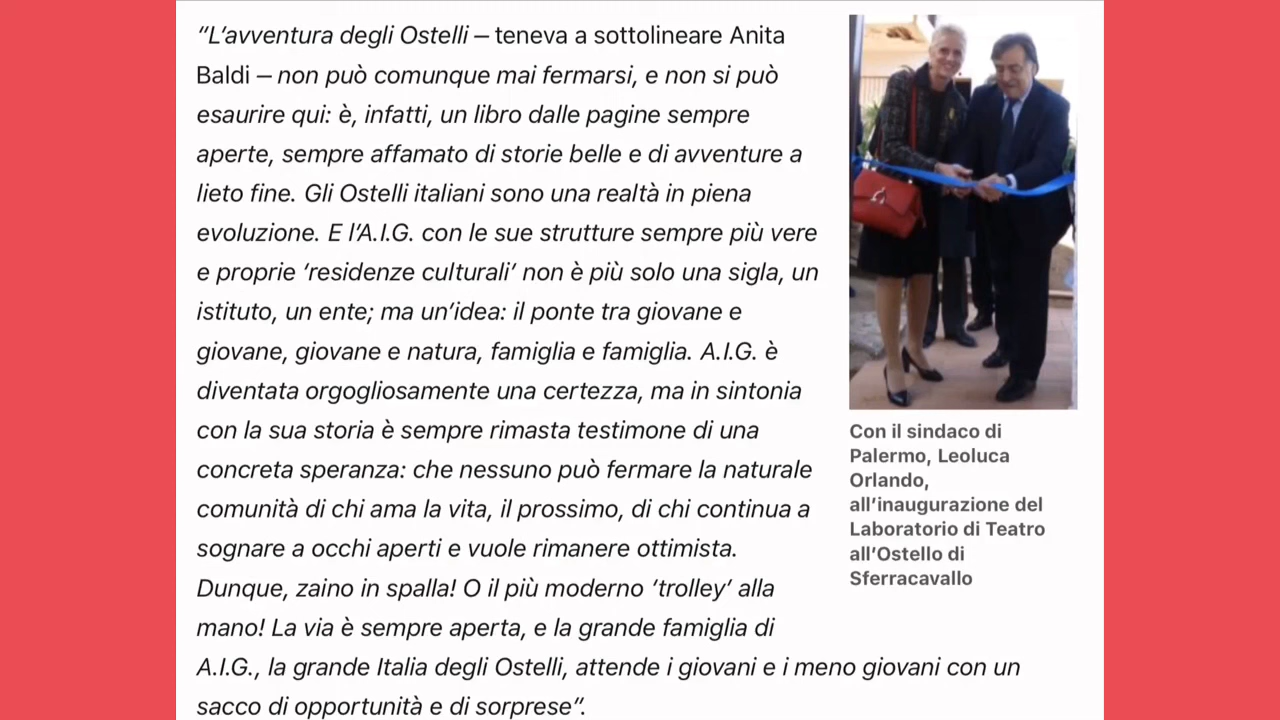 “L’avventura degli Ostelli – teneva a sottolineare Anita
Baldi – non può comunque mai fermarsi, e non si può
esaurire qui: è, infatti, un libro dalle pagine sempre
aperte, sempre affamato di storie belle e di avventure a
lieto fine. Gli Ostelli italiani sono una realtà in piena
evoluzione. E l’A.I.G. con le sue strutture sempre più vere
e proprie ‘residenze culturali’ non è più solo una sigla, un
istituto, un ente; ma un’idea: il ponte tra giovane e
giovane, giovane e natura, famiglia e famiglia. A.I.G. è
diventata orgogliosamente una certezza, ma in sintonia
con la sua storia è sempre rimasta testimone di una
concreta speranza: che nessuno può fermare la naturale
comunità di chi ama la vita, il prossimo, di chi continua a
sognare a occhi aperti e vuole rimanere ottimista.
Dunque, zaino in spalla! O il più moderno ‘trolley’ alla
mano! La via è sempre aperta, e la grande famiglia di
A.I.G., la grande Italia degli Ostelli, attende i giovani e i meno giovani con un
sacco di opportunità e di sorprese”.
Con il sindaco di
Palermo, Leoluca
Orlando,
all’inaugurazione del
Laboratorio di Teatro
all’Ostello di
Sferracavallo